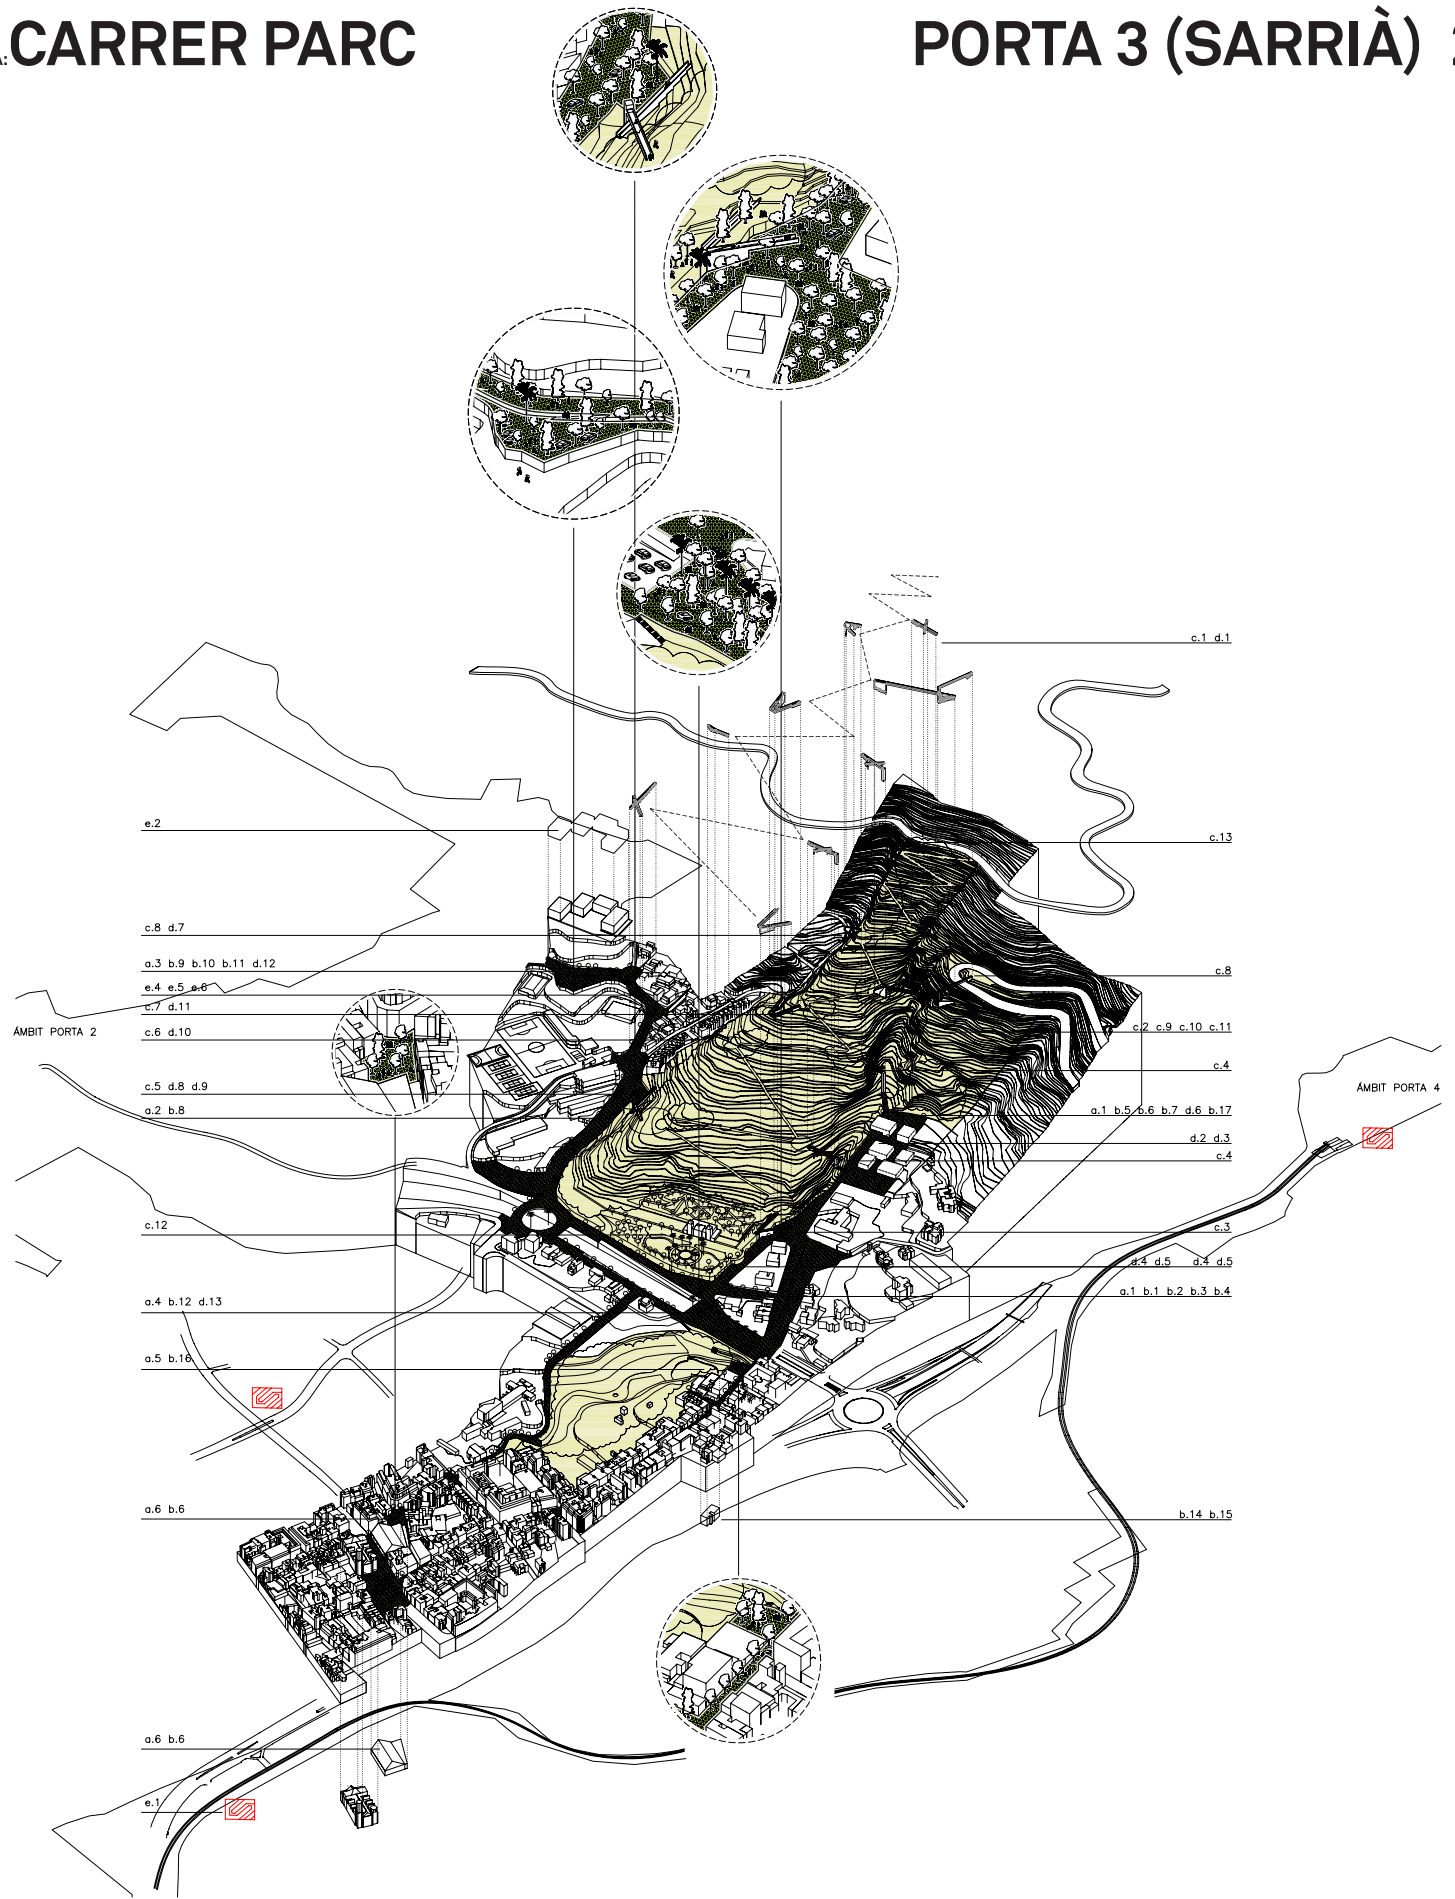 CARRER PARC
PORTA 3 (SARRIÀ)
c.1 d.1
e.2
c.13
c.8 d.7
a.3 b.9 b.10 b.11 d.12
c.8
e.4 e.5 e.6
c.7 d.11
ÁMBIT PORTA 2
c.6 d.10
c.2 c.9 c.10 c.11
c.4
c.5 d.8 d.9
ÁMBIT PORTA 4
a.2 b.8
a.1 b.5 b.6 b.7 d.6 b.17
d.2 d.3
c.4
c.12
c.3
d.4 d.5 d.4 d.5
a.1 b.1 b.2 b.3 b.4
a.4 b.12 d.13
a.5 b.16
a.6 b.6
b.14 b.15
a.6 b.6
e.1